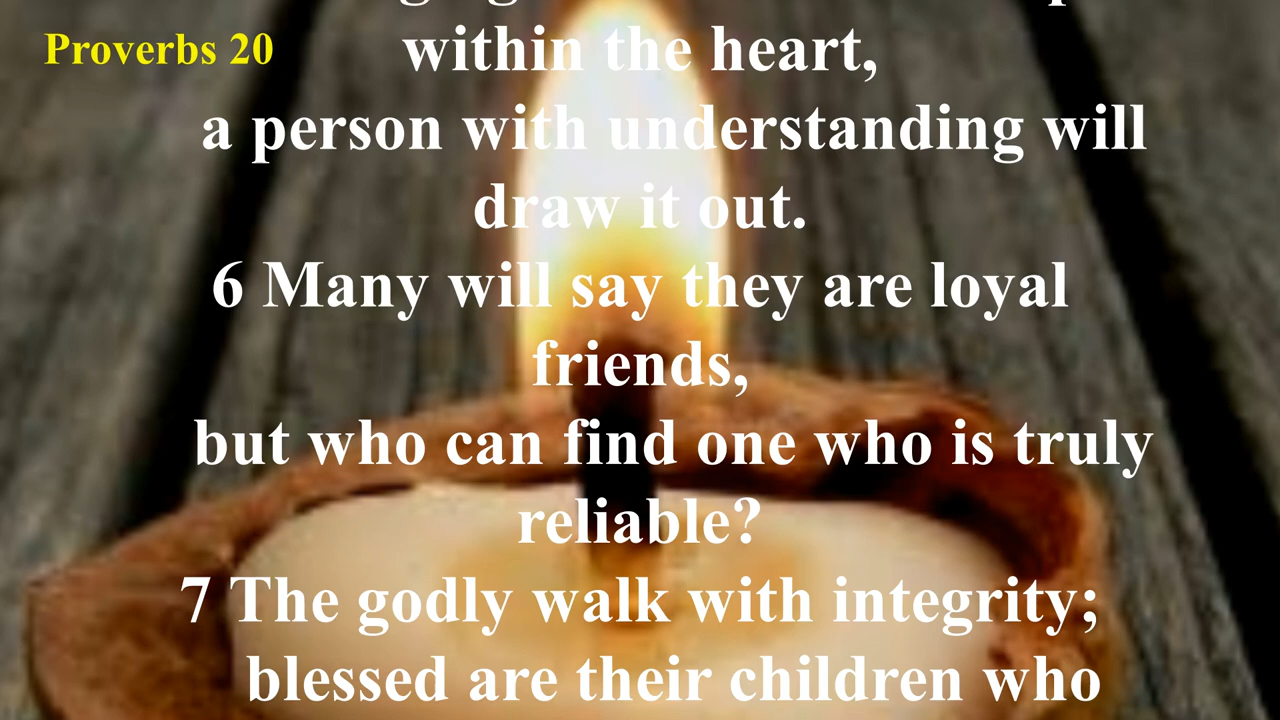 Proverbs 20
within the heart,
a person with understanding will
draw it out.
6 Many will say they are loyal
friends,
but who can find one who is truly
reliable?
7 The godly walk with integrity;
blessed are their children who